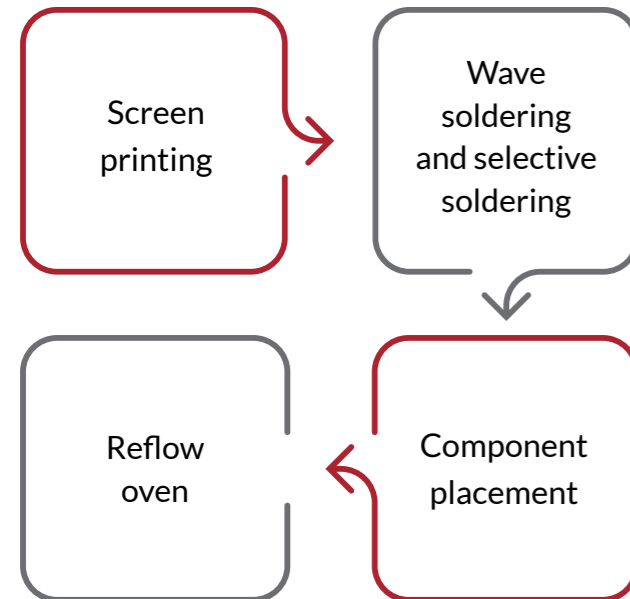 Screen
printing
Wave
soldering
and selective
soldering
Component
placement
Reflow
oven